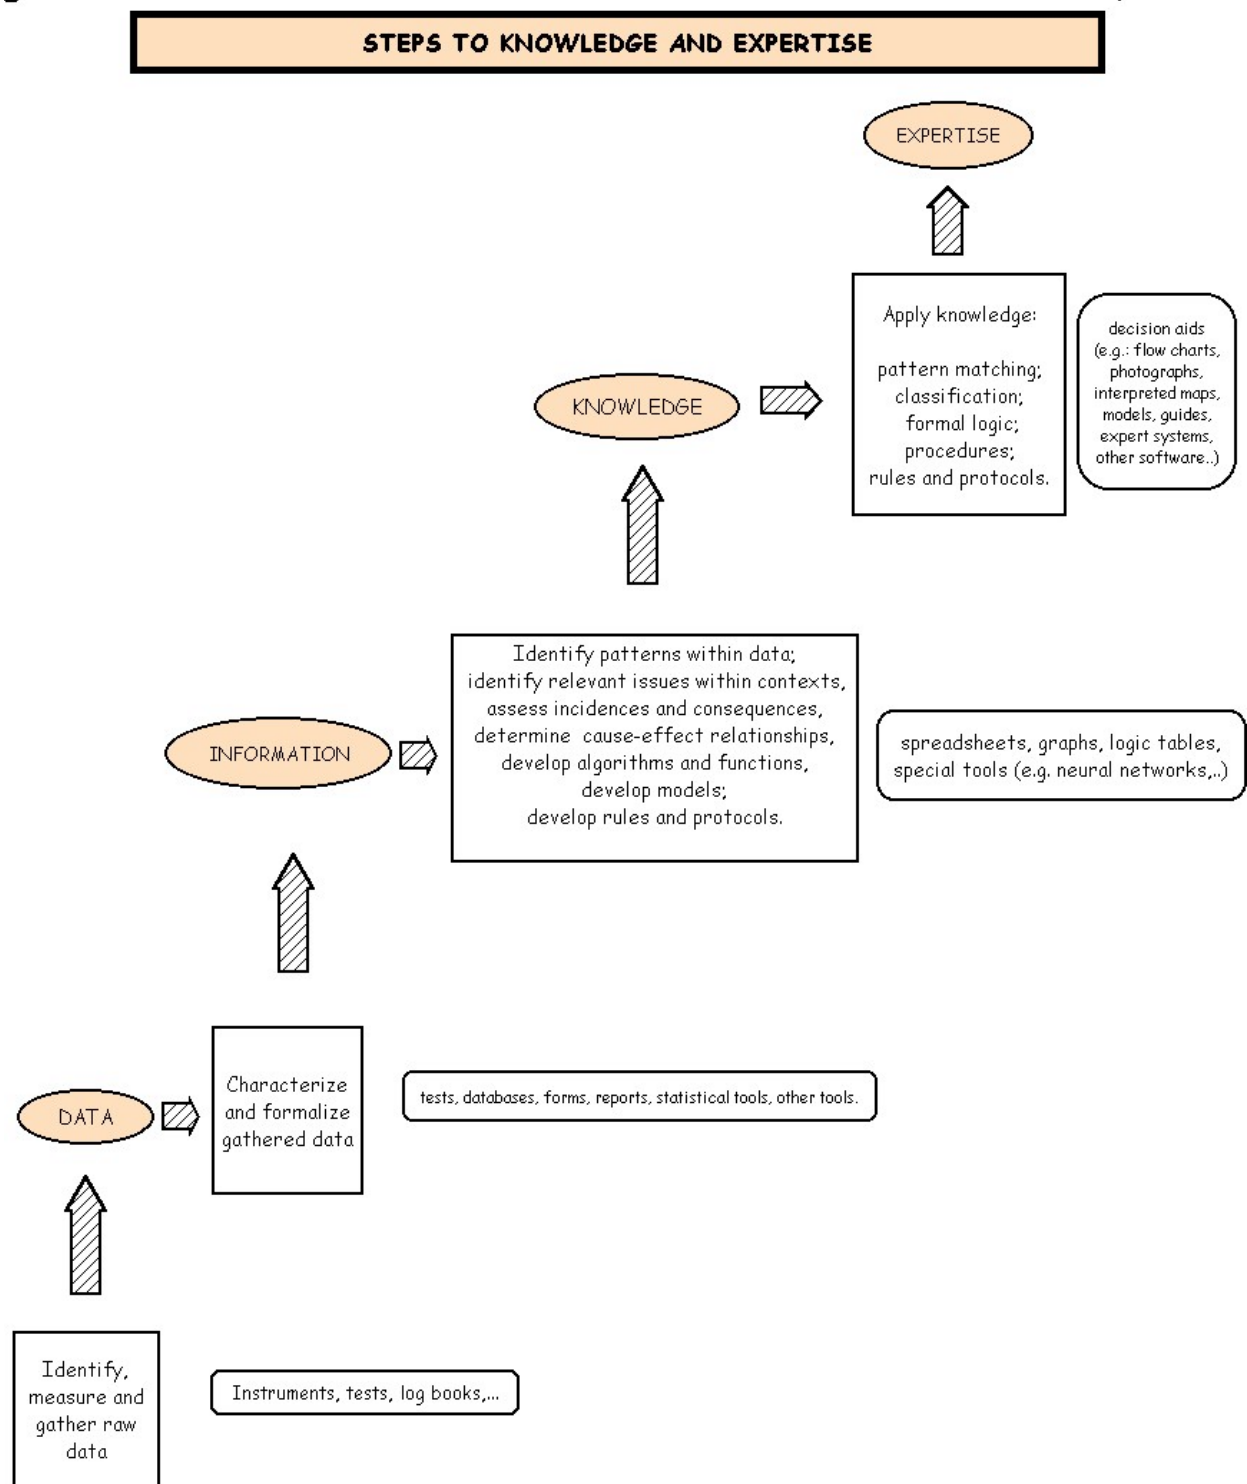 STEPS TO KNOWLEDGE AND EXPERTISE
EXPERTISE
Apply knowledge:
pattern matching;
classification;
formal logic;
procedures;
rules and protocols.
decision aids
(e.g.: flow charts,
photographs,
interpreted maps,
models, guides,
expert systems,
other software..)
KNOWLEDGE
Identify patterns within data;
identify relevant issues within contexts,
assess incidences and consequences,
determine cause-effect relationships,
develop algorithms and functions,
develop models;
develop rules and protocols.
spreadsheets, graphs, logic tables,
special tools (e.g. neural networks,..)
INFORMATION
Characterize
and formalize
gathered data
tests, databases, forms, reports, statistical tools, other tools.
DATA
Identify,
measure and
gather raw
data
Instruments, tests, log books,...